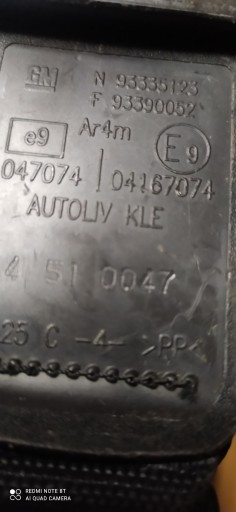 GM N 93335123
F 93390052
e9 Ar4m E9
047074 | 04167074
AUTOLIV KLE
4 51 0047
25 C -4- >PP<
REDMI NOTE 8T
AI QUAD CAMERA